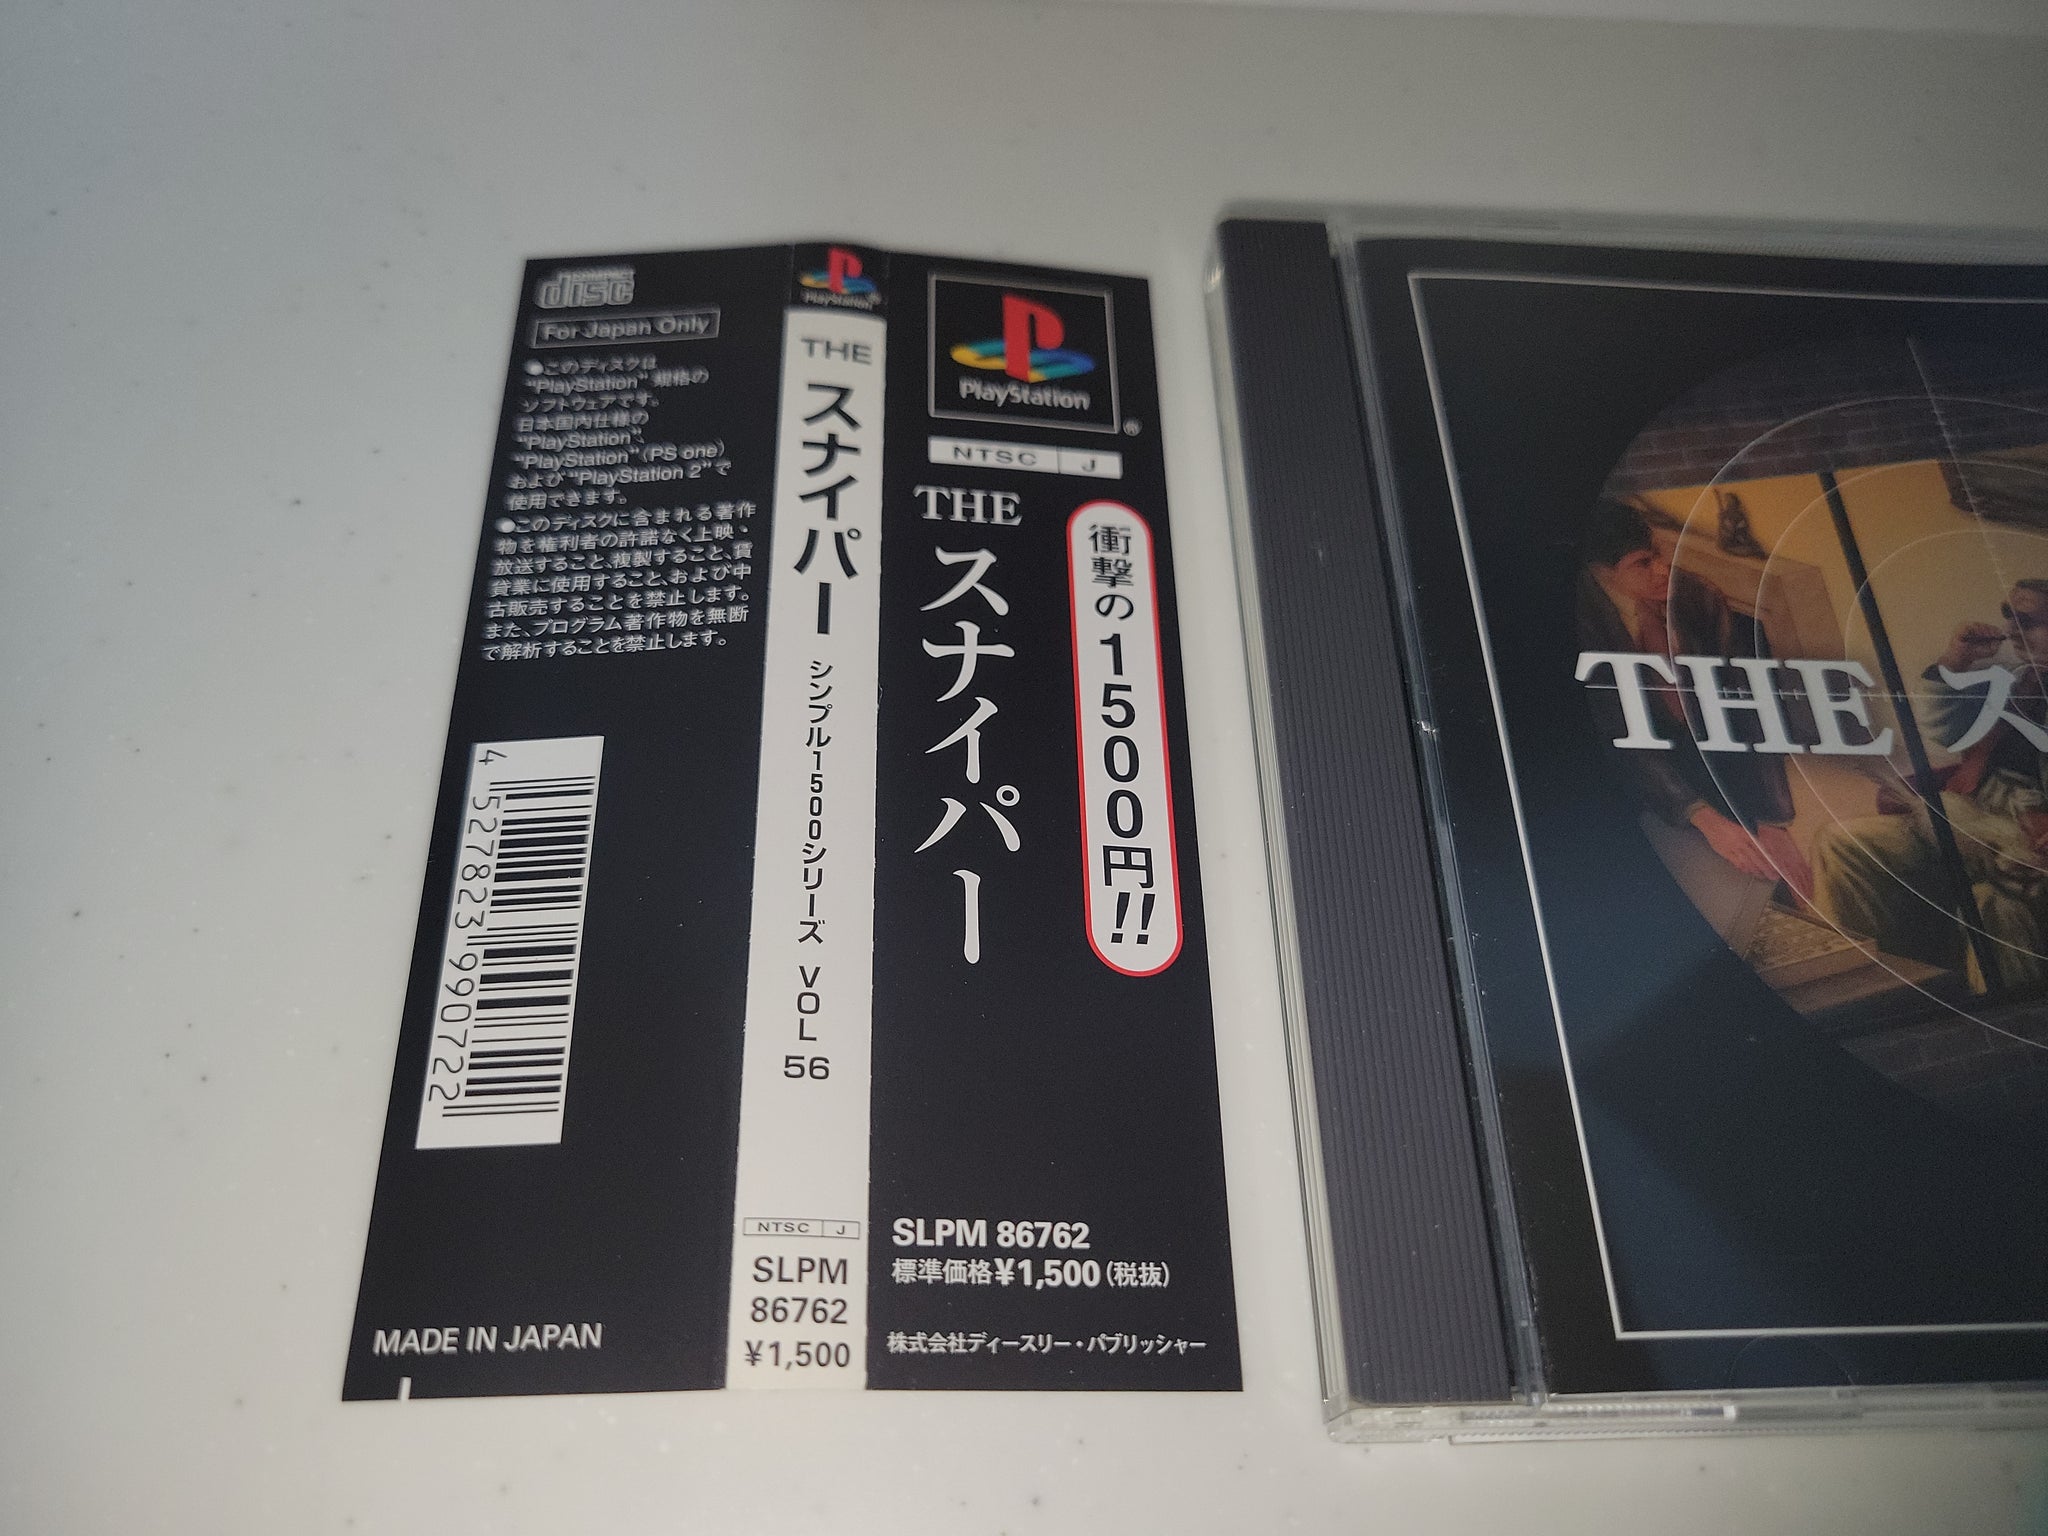 disc
For Japan Only
●このディスクは
"PlayStation"規格の
ソフトウェアです。
日本国内仕様の
"PlayStation"、
"PlayStation"(PS one)
および"PlayStation 2"で
使用できます。
●このディスクに含まれる著作
物を権利者の許諾なく上映・
放送すること、複製すること、賃
貸業に使用すること、および中
古販売することを禁止します。
また、プログラム著作物を無断
で解析することを禁止します。
4 527823 990722
MADE IN JAPAN
PlayStation
THE スナイパー シンプル1500シリーズ VOL 56
NTSC J
SLPM
86762
¥1,500
PlayStation®
NTSC J
THE スナイパー
衝撃の1500円!!
SLPM 86762
標準価格¥1,500(税抜)
株式会社ディースリー・パブリッシャー
THE ス